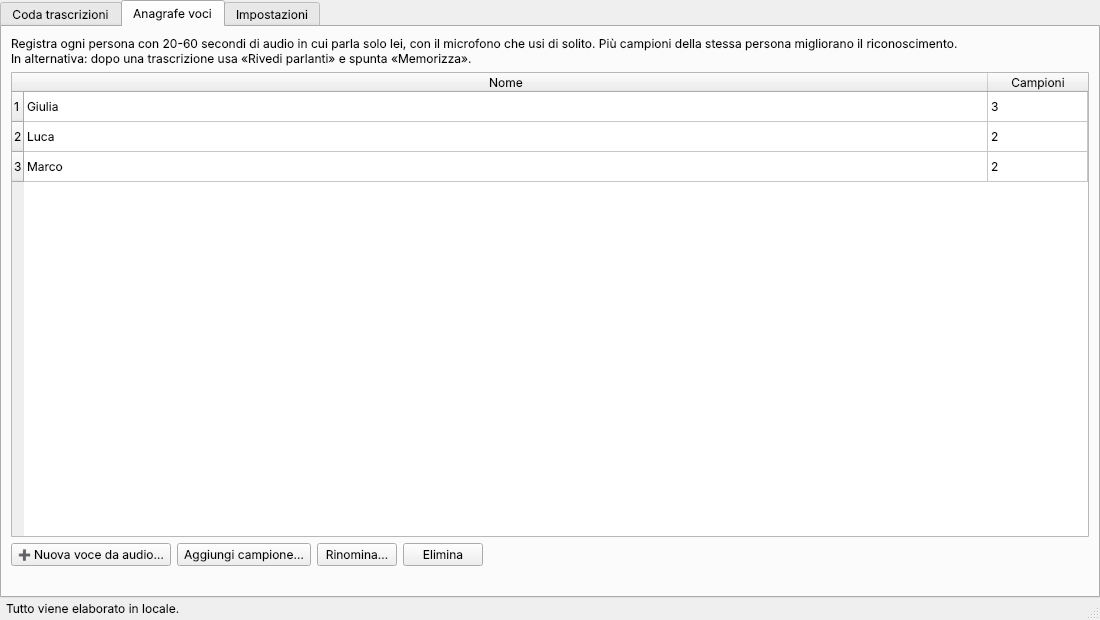 Coda trascrizioni Anagrafe voci Impostazioni
Registra ogni persona con 20-60 secondi di audio in cui parla solo lei, con il microfono che usi di solito. Più campioni della stessa persona migliorano il riconoscimento.
In alternativa: dopo una trascrizione usa «Rivedi parlanti» e spunta «Memorizza».
Nome Campioni
1 Giulia 3
2 Luca 2
3 Marco 2
➕ Nuova voce da audio... Aggiungi campione... Rinomina... Elimina
Tutto viene elaborato in locale.